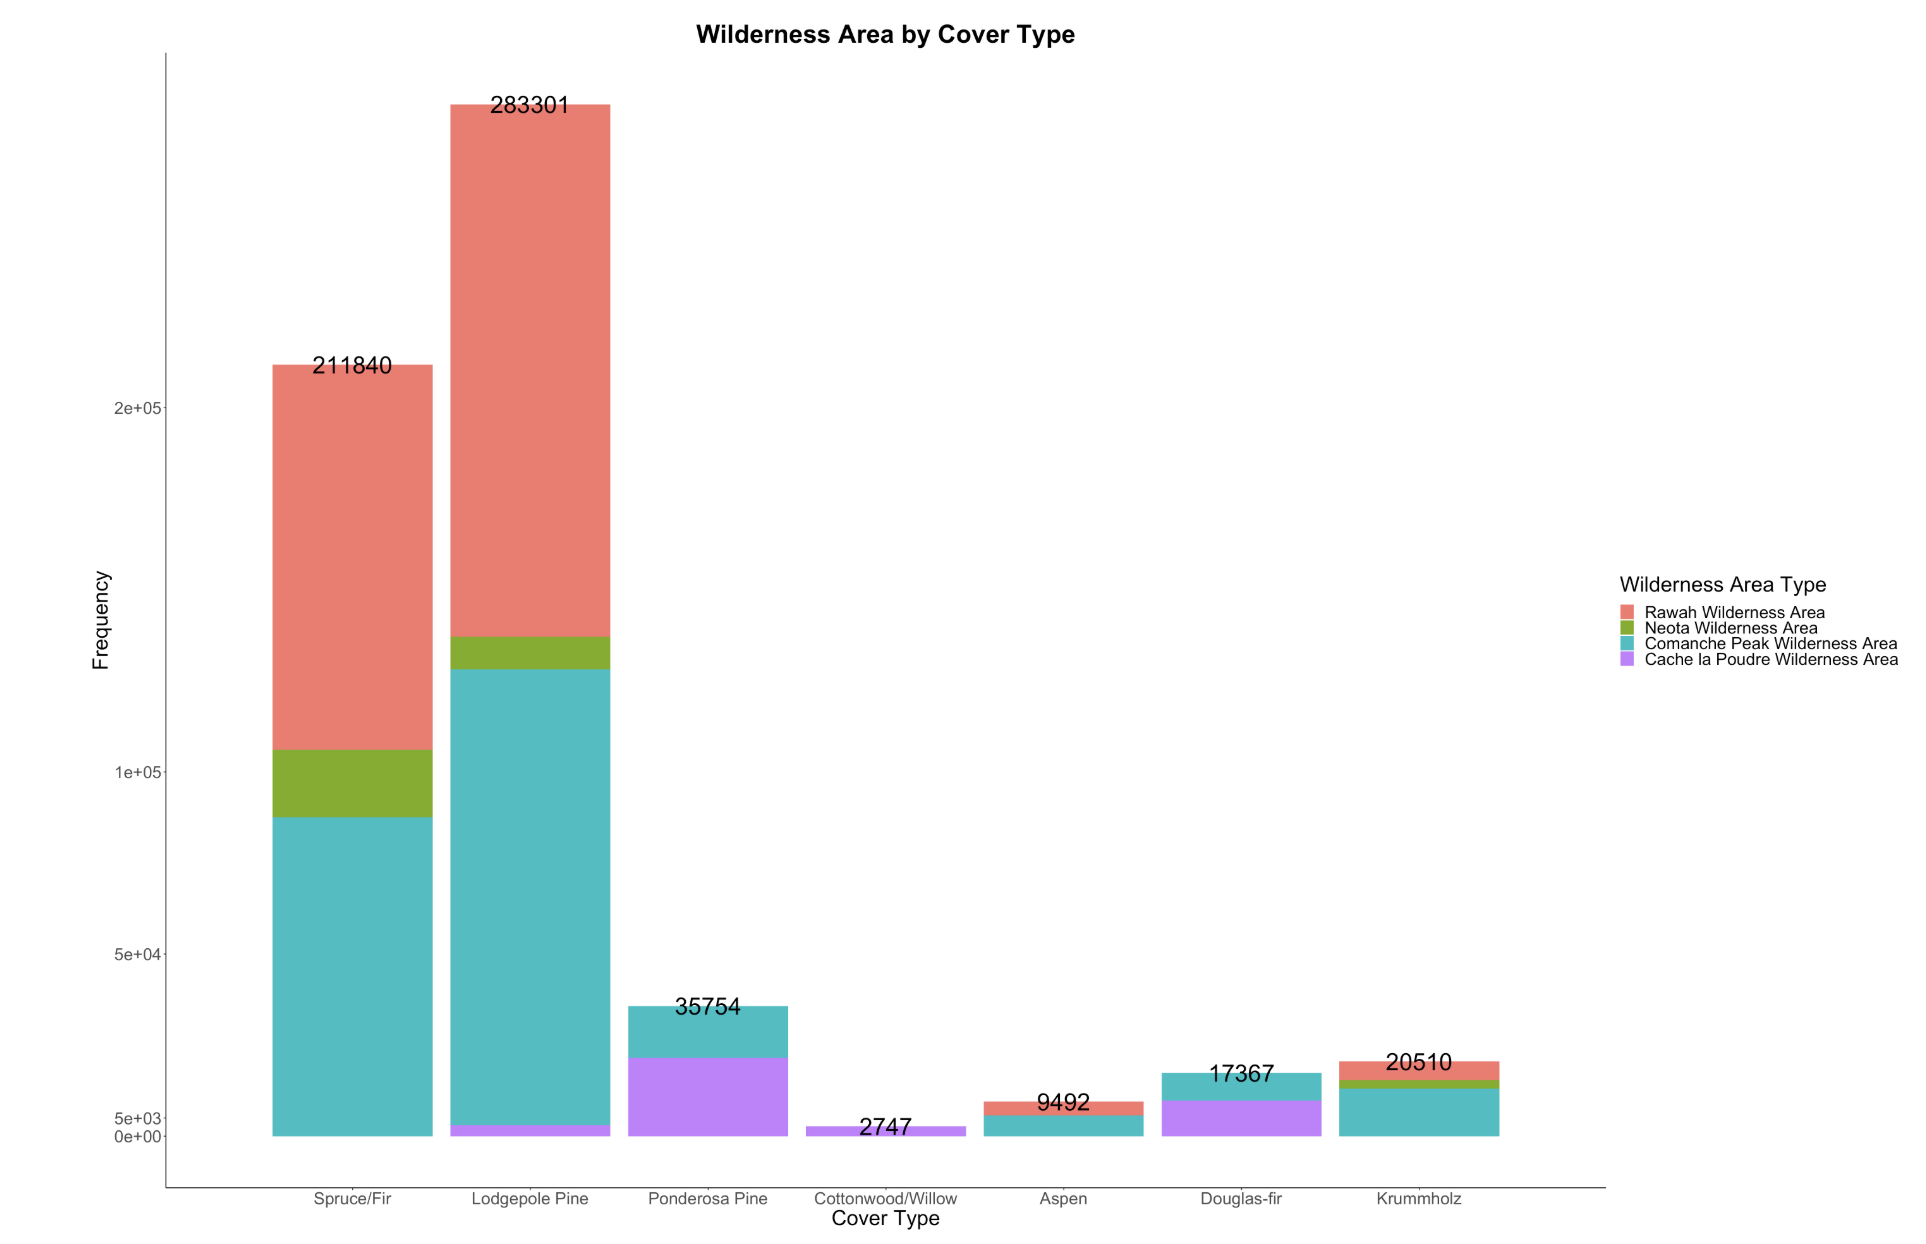 Wilderness Area by Cover Type
283301
211840
35754
2747
9492
17367
20510
2e+05
1e+05
5e+04
5e+03
0e+00
Frequency
Spruce/Fir
Lodgepole Pine
Ponderosa Pine
Cottonwood/Willow
Aspen
Douglas-fir
Krummholz
Cover Type
Wilderness Area Type
Rawah Wilderness Area
Neota Wilderness Area
Comanche Peak Wilderness Area
Cache la Poudre Wilderness Area